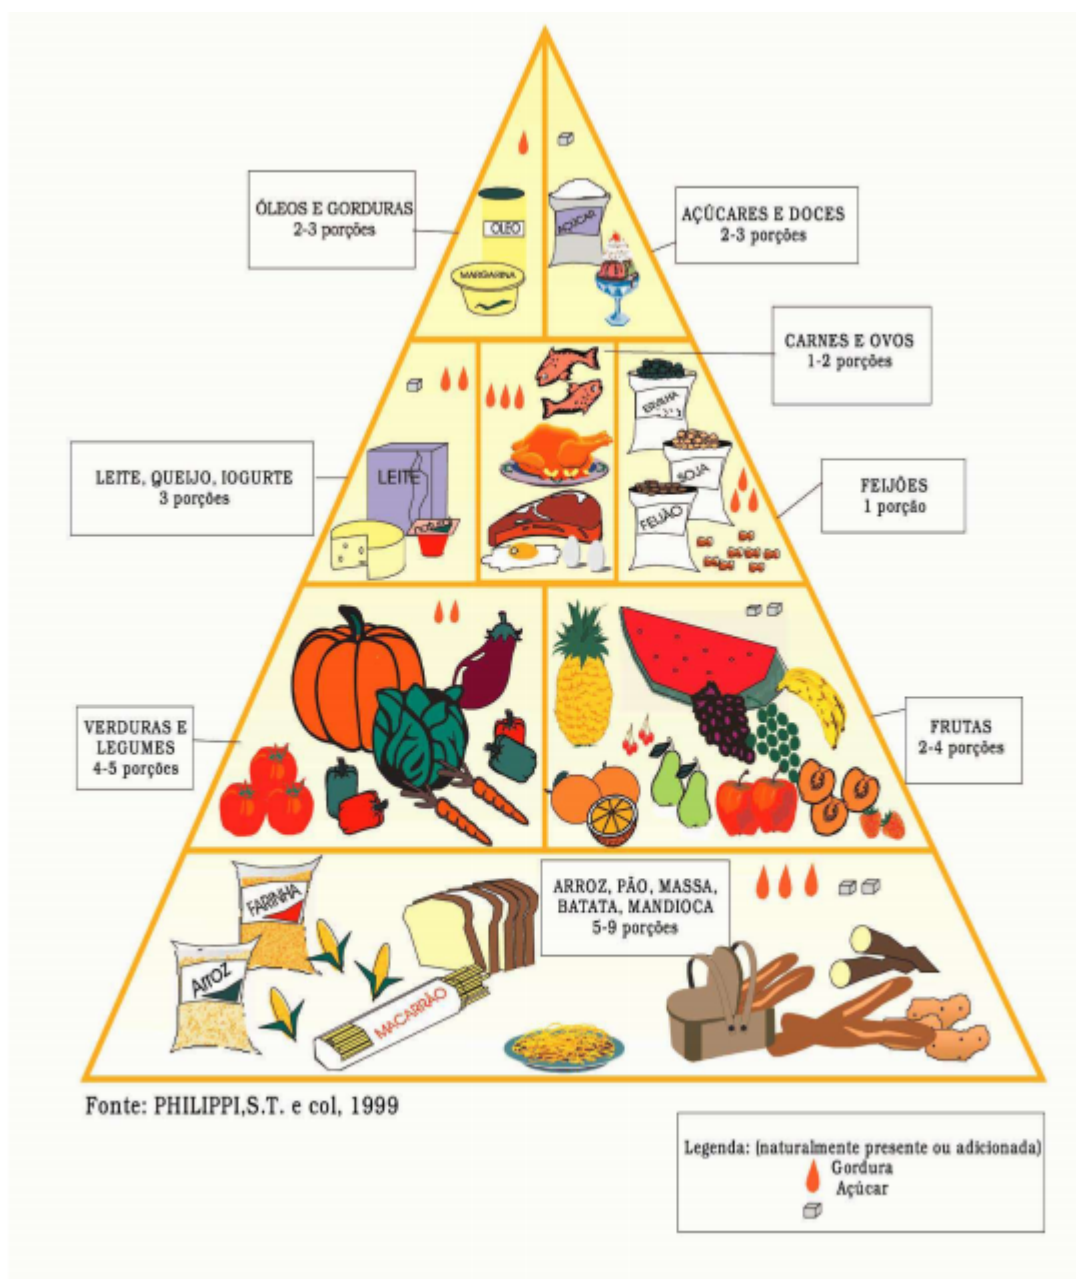 ÓLEOS E GORDURAS
2-3 porções
AÇÚCARES E DOCES
2-3 porções
OLEO
AÇUCAR
MARGARINA
CARNES E OVOS
1-2 porções
ERVILHA
LEITE, QUEIJO, IOGURTE
3 porções
LEITE
SOJA
FEIJÃO
FEIJÕES
1 porção
VERDURAS E
LEGUMES
4-5 porções
FRUTAS
2-4 porções
FARINHA
ARROZ
MACARRÃO
ARROZ, PÃO, MASSA,
BATATA, MANDIOCA
5-9 porções
Fonte: PHILIPPI,S.T. e col, 1999
Legenda: (naturalmente presente ou adicionada)
Gordura
Açúcar